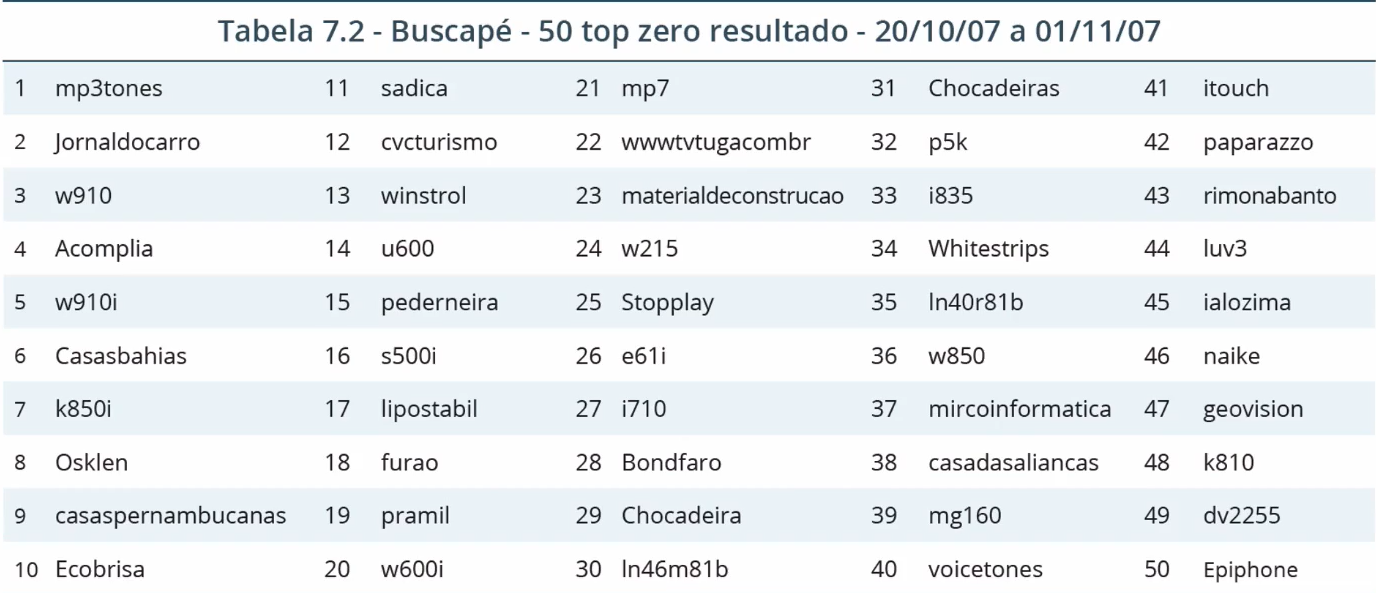 Tabela 7.2 - Buscapé - 50 top zero resultado - 20/10/07 a 01/11/07
1 mp3tones 11 sadica 21 mp7 31 Chocadeiras 41 itouch
2 Jornaldocarro 12 cvcturismo 22 wwwtvtugacombr 32 p5k 42 paparazzo
3 w910 13 winstrol 23 materialdeconstrucao 33 i835 43 rimonabanto
4 Acomplia 14 u600 24 w215 34 Whitestrips 44 luv3
5 w910i 15 pederneira 25 Stopplay 35 ln40r81b 45 ialozima
6 Casasbahias 16 s500i 26 e61i 36 w850 46 naike
7 k850i 17 lipostabil 27 i710 37 mircoinformatica 47 geovision
8 Osklen 18 furao 28 Bondfaro 38 casadasaliancas 48 k810
9 casaspernambucanas 19 pramil 29 Chocadeira 39 mg160 49 dv2255
10 Ecobrisa 20 w600i 30 ln46m81b 40 voicetones 50 Epiphone